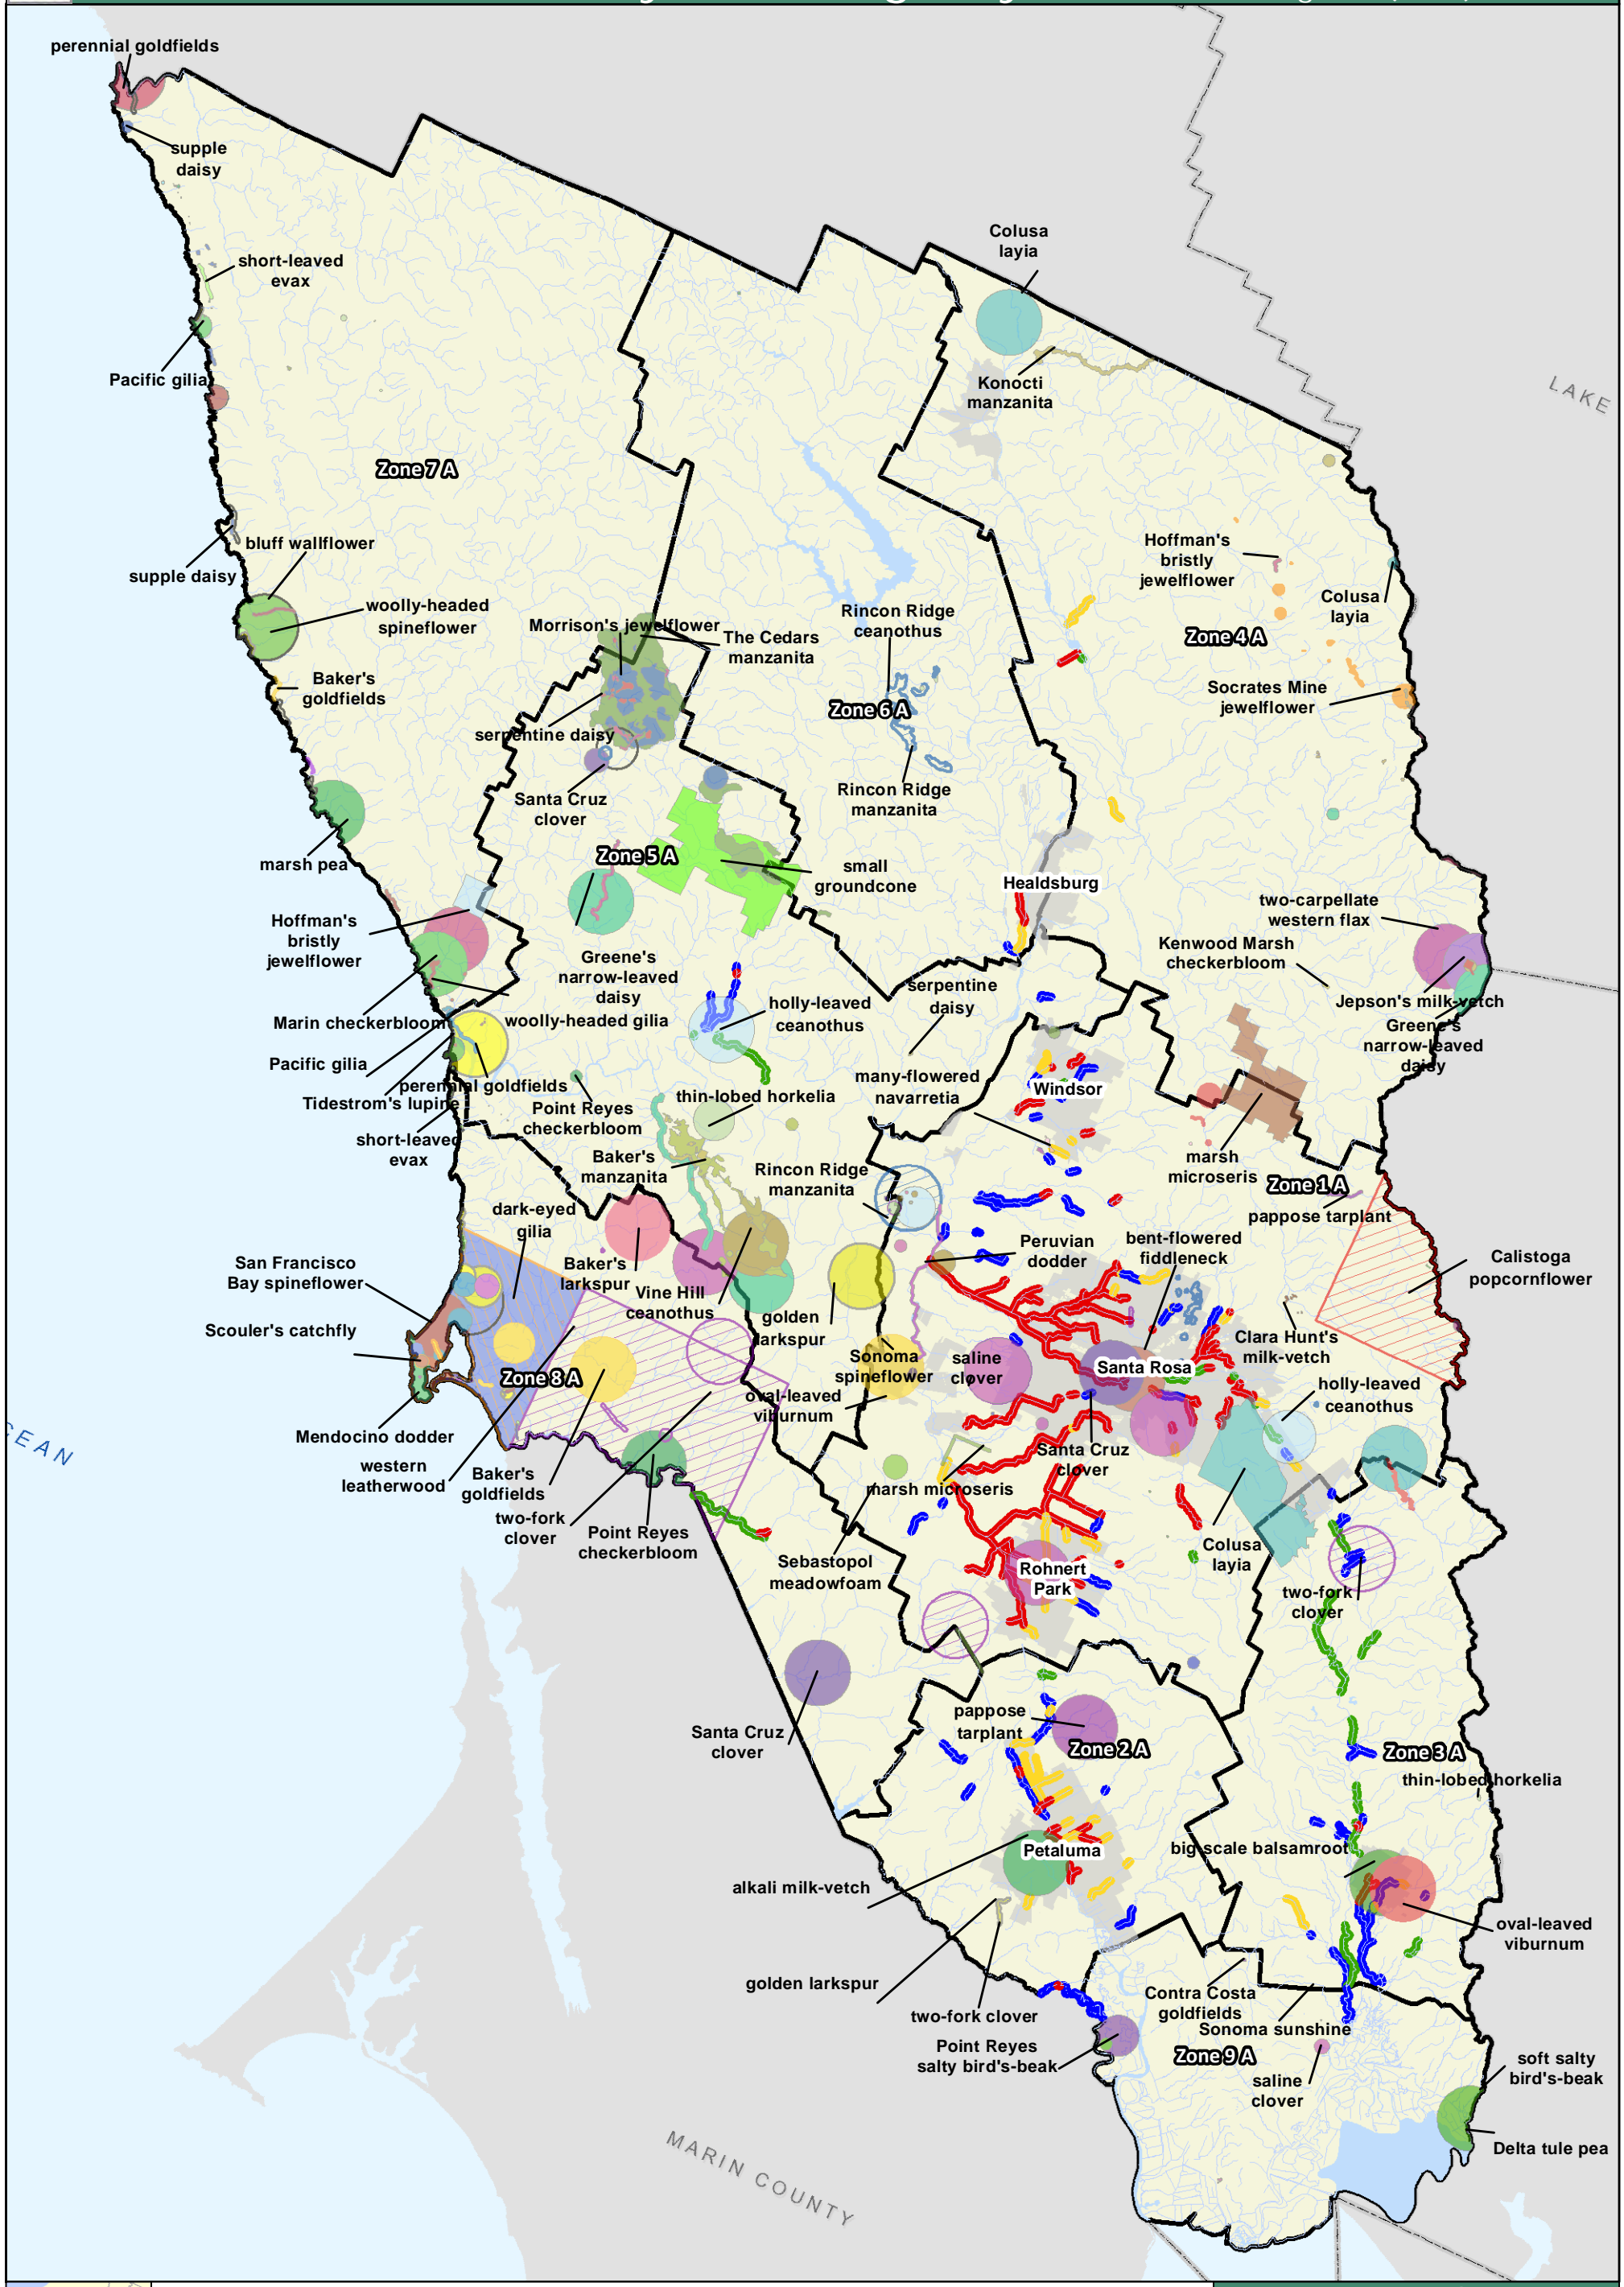 perennial goldfields
supple
daisy
Colusa
layia
short-leaved
evax
Pacific gilia
Konocti
manzanita
LAKE
Zone 7 A
bluff wallflower
supple daisy
Hoffman's
bristly
jewelflower
Colusa
layia
woolly-headed
spineflower
Morrison's jewelflower
The Cedars
manzanita
Rincon Ridge
ceanothus
Zone 4 A
Baker's
goldfields
Socrates Mine
jewelflower
Zone 6 A
serpentine daisy
Santa Cruz
clover
Rincon Ridge
manzanita
marsh pea
Zone 5 A
small
groundcone
Healdsburg
two-carpellate
western flax
Hoffman's
bristly
jewelflower
Kenwood Marsh
checkerbloom
Greene's
narrow-leaved
daisy
serpentine
daisy
Jepson's milk-vetch
holly-leaved
ceanothus
Marin checkerbloom
woolly-headed gilia
Greene's
narrow-leaved
daisy
Pacific gilia
perennial goldfields
many-flowered
navarretia
Windsor
Tidestrom's lupine
Point Reyes
checkerbloom
thin-lobed horkelia
short-leaved
evax
Baker's
manzanita
Rincon Ridge
manzanita
marsh
microseris
Zone 1 A
pappose tarplant
dark-eyed
gilia
San Francisco
Bay spineflower
Baker's
larkspur
Vine Hill
ceanothus
Peruvian
dodder
bent-flowered
fiddleneck
Calistoga
popcornflower
Scouler's catchfly
golden
larkspur
Clara Hunt's
milk-vetch
Zone 8 A
Sonoma
spineflower
saline
clover
Santa Rosa
oval-leaved
viburnum
holly-leaved
ceanothus
CEAN
Mendocino dodder
western
leatherwood
Baker's
goldfields
Santa Cruz
clover
marsh microseris
two-fork
clover
Point Reyes
checkerbloom
Sebastopol
meadowfoam
Colusa
layia
Rohnert
Park
two-fork
clover
Santa Cruz
clover
pappose
tarplant
Zone 2 A
Zone 3 A
thin-lobed horkelia
Petaluma
big-scale balsamroot
alkali milk-vetch
oval-leaved
viburnum
golden larkspur
two-fork clover
Contra Costa
goldfields
Sonoma sunshine
Point Reyes
salty bird's-beak
Zone 9 A
saline
clover
soft salty
bird's-beak
Delta tule pea
MARIN COUNTY